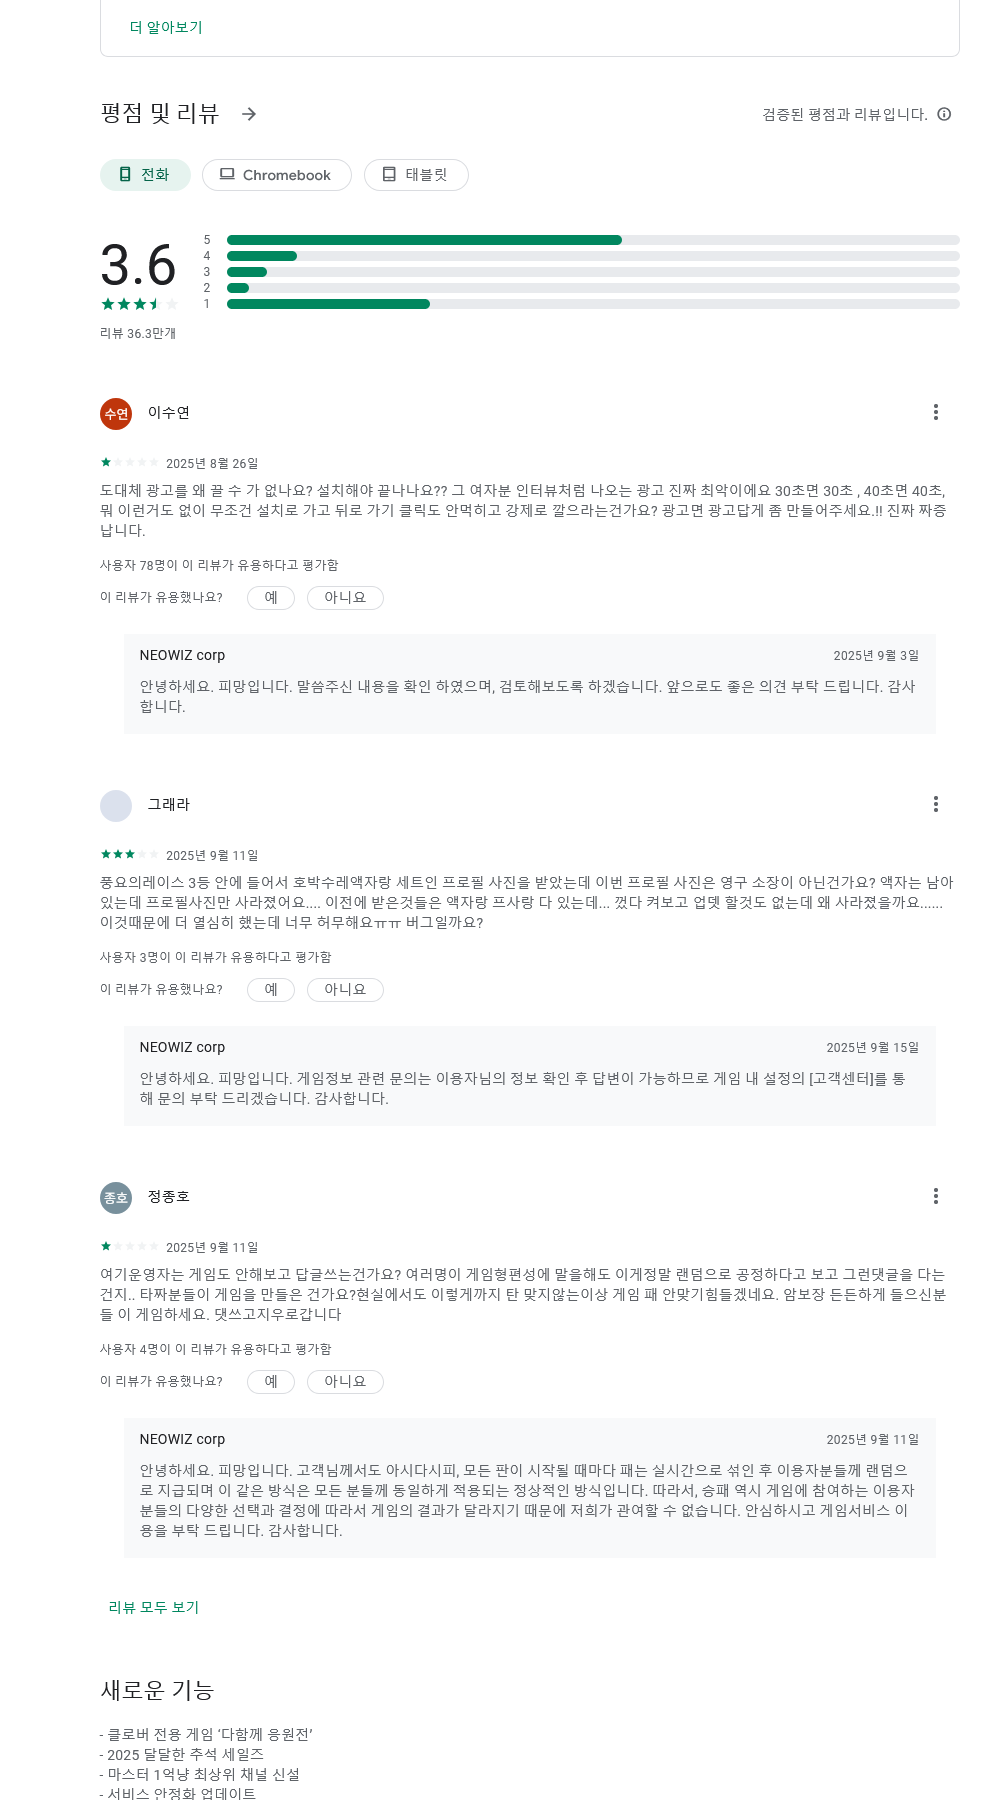 더 알아보기
평점 및 리뷰
검증된 평점과 리뷰입니다.
전화
Chromebook
태블릿
3.6
5
4
3
2
1
리뷰 36.3만개
수연
이수연
2025년 8월 26일
도대체 광고를 왜 끌 수 가 없나요? 설치해야 끝나나요?? 그 여자분 인터뷰처럼 나오는 광고 진짜 최악이에요 30초면 30초 , 40초면 40초,
뭐 이런거도 없이 무조건 설치로 가고 뒤로 가기 클릭도 안먹히고 강제로 깔으라는건가요? 광고면 광고답게 좀 만들어주세요.!! 진짜 짜증
납니다.
사용자 78명이 이 리뷰가 유용하다고 평가함
이 리뷰가 유용했나요?
예
아니요
NEOWIZ corp
2025년 9월 3일
안녕하세요. 피망입니다. 말씀주신 내용을 확인 하였으며, 검토해보도록 하겠습니다. 앞으로도 좋은 의견 부탁 드립니다. 감사
합니다.
그래라
2025년 9월 11일
풍요의레이스 3등 안에 들어서 호박수레액자랑 세트인 프로필 사진을 받았는데 이번 프로필 사진은 영구 소장이 아닌건가요? 액자는 남아
있는데 프로필사진만 사라졌어요.... 이전에 받은것들은 액자랑 프사랑 다 있는데... 껐다 켜보고 업뎃 할것도 없는데 왜 사라졌을까요......
이것때문에 더 열심히 했는데 너무 허무해요ㅠㅠ 버그일까요?
사용자 3명이 이 리뷰가 유용하다고 평가함
이 리뷰가 유용했나요?
예
아니요
NEOWIZ corp
2025년 9월 15일
안녕하세요. 피망입니다. 게임정보 관련 문의는 이용자님의 정보 확인 후 답변이 가능하므로 게임 내 설정의 [고객센터]를 통
해 문의 부탁 드리겠습니다. 감사합니다.
종호
정종호
2025년 9월 11일
여기운영자는 게임도 안해보고 답글쓰는건가요? 여러명이 게임형편성에 말을해도 이게정말 랜덤으로 공정하다고 보고 그런댓글을 다는
건지.. 타짜분들이 게임을 만들은 건가요?현실에서도 이렇게까지 탄 맞지않는이상 게임 패 안맞기힘들겠네요. 암보장 든든하게 들으신분
들 이 게임하세요. 댓쓰고지우로갑니다
사용자 4명이 이 리뷰가 유용하다고 평가함
이 리뷰가 유용했나요?
예
아니요
NEOWIZ corp
2025년 9월 11일
안녕하세요. 피망입니다. 고객님께서도 아시다시피, 모든 판이 시작될 때마다 패는 실시간으로 섞인 후 이용자분들께 랜덤으
로 지급되며 이 같은 방식은 모든 분들께 동일하게 적용되는 정상적인 방식입니다. 따라서, 승패 역시 게임에 참여하는 이용자
분들의 다양한 선택과 결정에 따라서 게임의 결과가 달라지기 때문에 저희가 관여할 수 없습니다. 안심하시고 게임서비스 이
용을 부탁 드립니다. 감사합니다.
리뷰 모두 보기
새로운 기능
- 클로버 전용 게임 ‘다함께 응원전’
- 2025 달달한 추석 세일즈
- 마스터 1억냥 최상위 채널 신설
- 서비스 안정화 업데이트